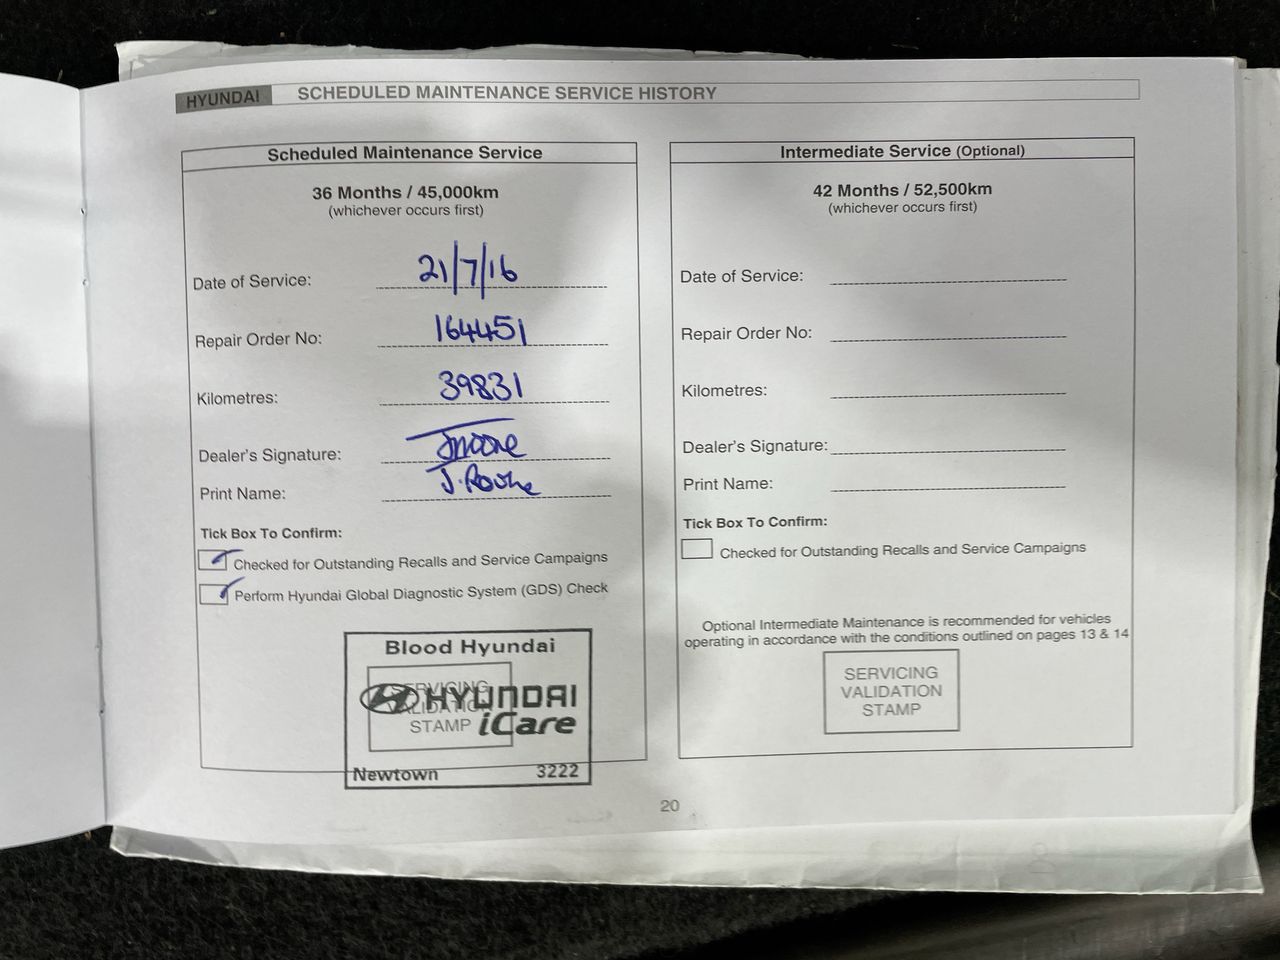 HYUNDAI SCHEDULED MAINTENANCE SERVICE HISTORY
Scheduled Maintenance Service
36 Months / 45,000km
(whichever occurs first)
Date of Service: 21/7/16
Repair Order No: 164451
Kilometres: 39831
Dealer's Signature:
Print Name: J.
Tick Box To Confirm:
Checked for Outstanding Recalls and Service Campaigns
Perform Hyundai Global Diagnostic System (GDS) Check
Blood Hyundai
SERVICING
VALIDATION
STAMP
HYUNDAI
iCare
Newtown 3222
Intermediate Service (Optional)
42 Months / 52,500km
(whichever occurs first)
Date of Service:
Repair Order No:
Kilometres:
Dealer's Signature:
Print Name:
Tick Box To Confirm:
Checked for Outstanding Recalls and Service Campaigns
Optional Intermediate Maintenance is recommended for vehicles
operating in accordance with the conditions outlined on pages 13 & 14
SERVICING
VALIDATION
STAMP
20